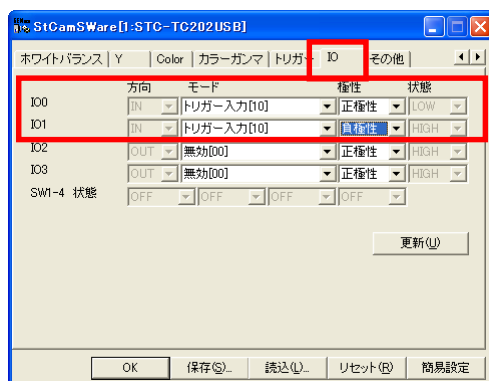 StCamSWare[1:STC-TC202USB]
ホワイトバランス Y Color カラーガンマ トリガー IO その他
方向 モード 極性 状態
IO0 IN トリガー入力[10] 正極性 LOW
IO1 IN トリガー入力[10] 負極性 HIGH
IO2 OUT 無効[00] 正極性 HIGH
IO3 OUT 無効[00] 正極性 HIGH
SW1-4 状態 OFF OFF OFF OFF
更新(U)
OK 保存(S)... 読込(L)... リセット(R) 簡易設定